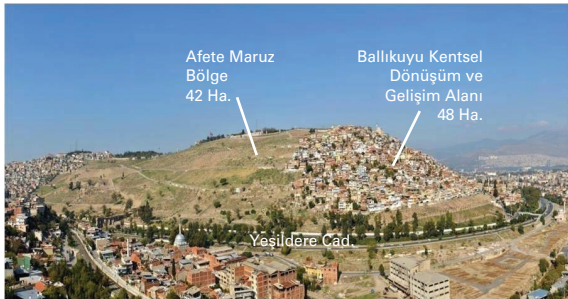 Afete Maruz
Bölge
42 Ha.
Ballıkuyu Kentsel
Dönüşüm ve
Gelişim Alanı
48 Ha.
Yeşildere Cad.